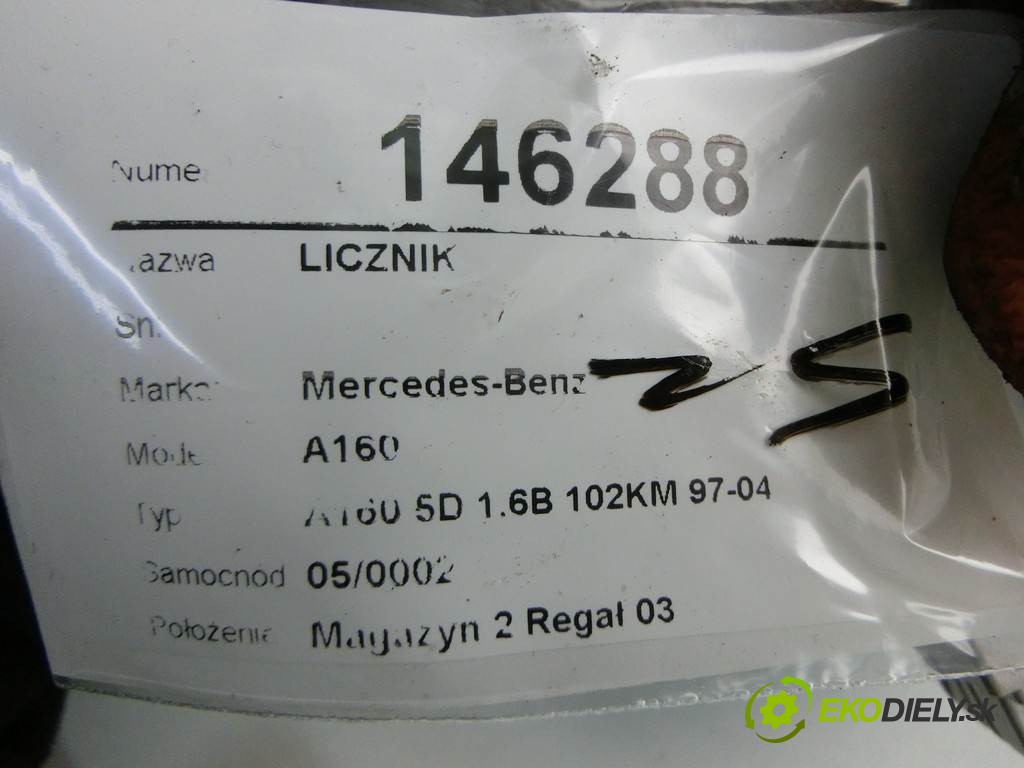 Nume 146288
Nazwa LICZNIK
Sn.
Marka Mercedes-Benz
Mode A160
Typ A160 5D 1.6B 102KM 97-04
Samochod 05/0002
Położenie Magazyn 2 Regał 03
EKODIELY.sk